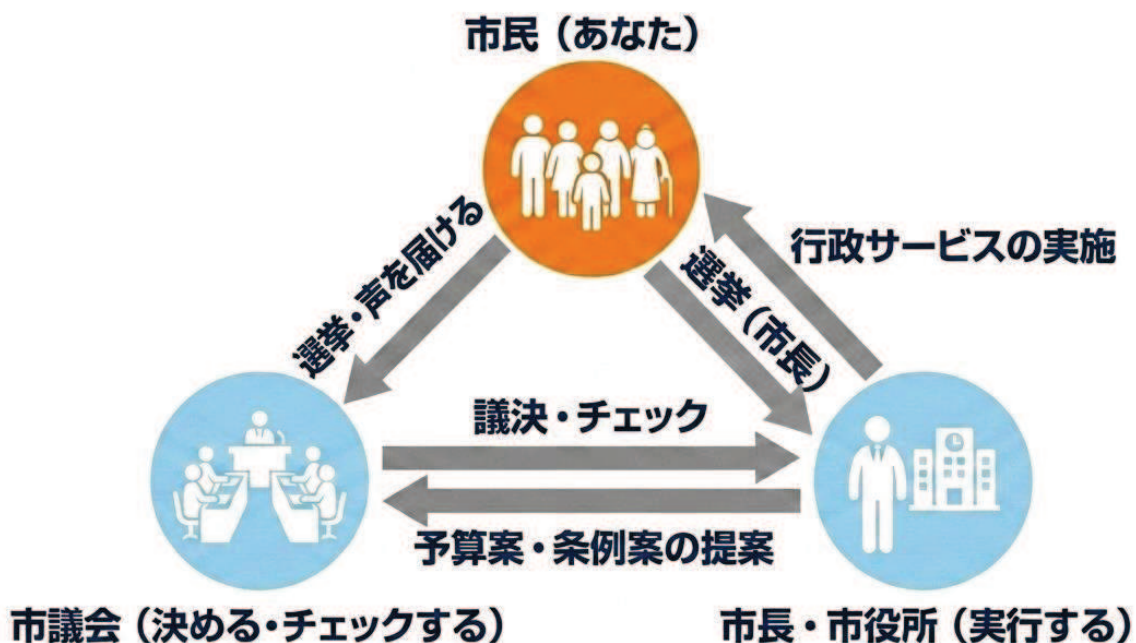 市民（あなた）
選挙・声を届ける
選挙（市長）
行政サービスの実施
議決・チェック
予算案・条例案の提案
市議会（決める・チェックする）
市長・市役所（実行する）